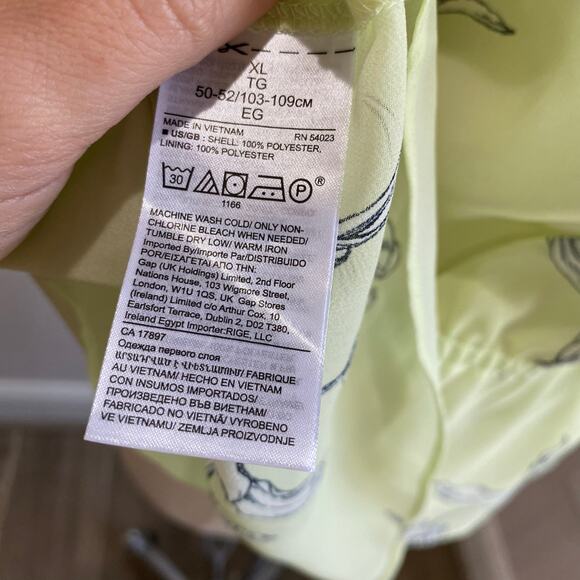 XL
TG
50-52/103-109CM
EG
MADE IN VIETNAM RN 54023
■ US/GB : SHELL: 100% POLYESTER,
LINING: 100% POLYESTER
30 P ®
1166
MACHINE WASH COLD/ ONLY NON-
CHLORINE BLEACH WHEN NEEDED/
TUMBLE DRY LOW/ WARM IRON
Imported By/Importe Par/DISTRIBUIDO
POR/ΕΙΣΑΓΕΤΑΙ ΑΠΟ ΤΗΝ:
Gap (UK Holdings) Limited, 2nd Floor
Nations House, 103 Wigmore Street,
London, W1U 1QS, UK Gap Stores
(Ireland) Limited c/o Arthur Cox, 10
Earlsfort Terrace, Dublin 2, D02 T380,
Ireland Egypt Importer:RIGE, LLC
CA 17897
Одежда первого слоя
ԱՐՏԱԴՐՎԱԾ Է ՎԻԵՏՆԱՄՈՒՄ/ FABRIQUE
AU VIETNAM/ HECHO EN VIETNAM
CON INSUMOS IMPORTADOS/
ПРОИЗВЕДЕНО ВЪВ ВИЕТНАМ/
FABRICADO NO VIETNÃ/ VYROBENO
VE VIETNAMU/ ZEMLJA PROIZVODNJE